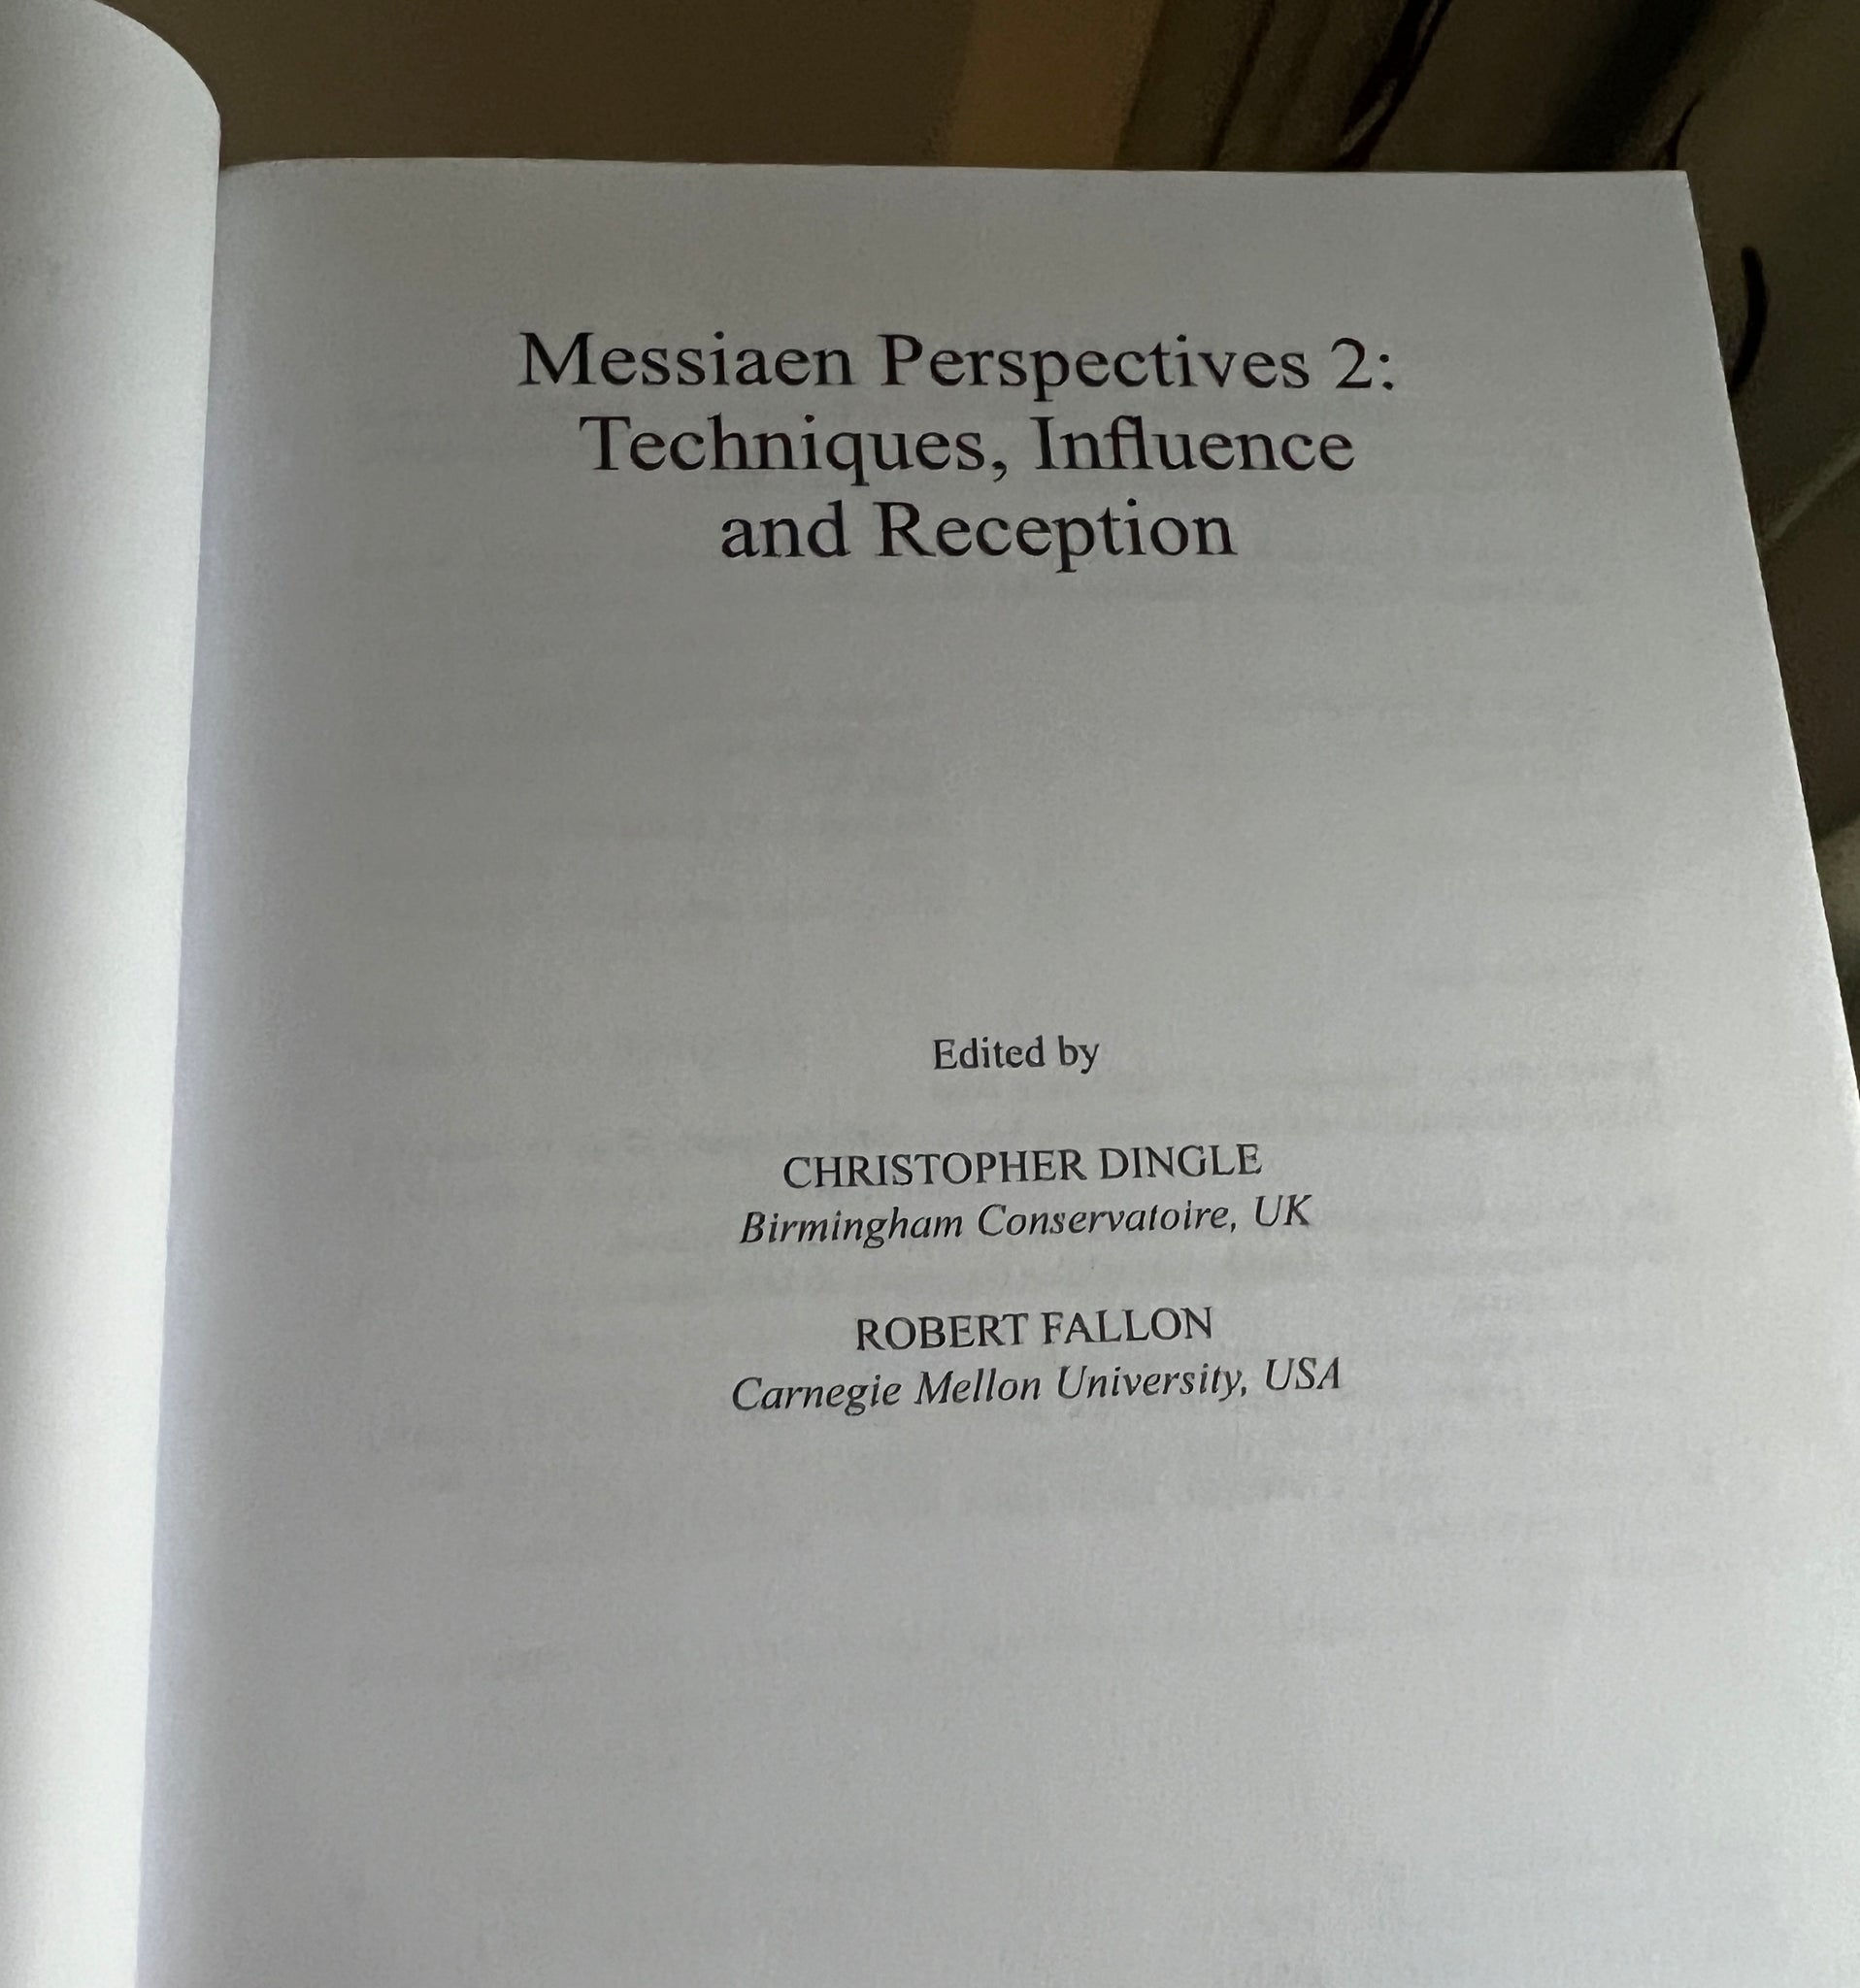 Messiaen Perspectives 2:
Techniques, Influence
and Reception
Edited by
CHRISTOPHER DINGLE
Birmingham Conservatoire, UK
ROBERT FALLON
Carnegie Mellon University, USA